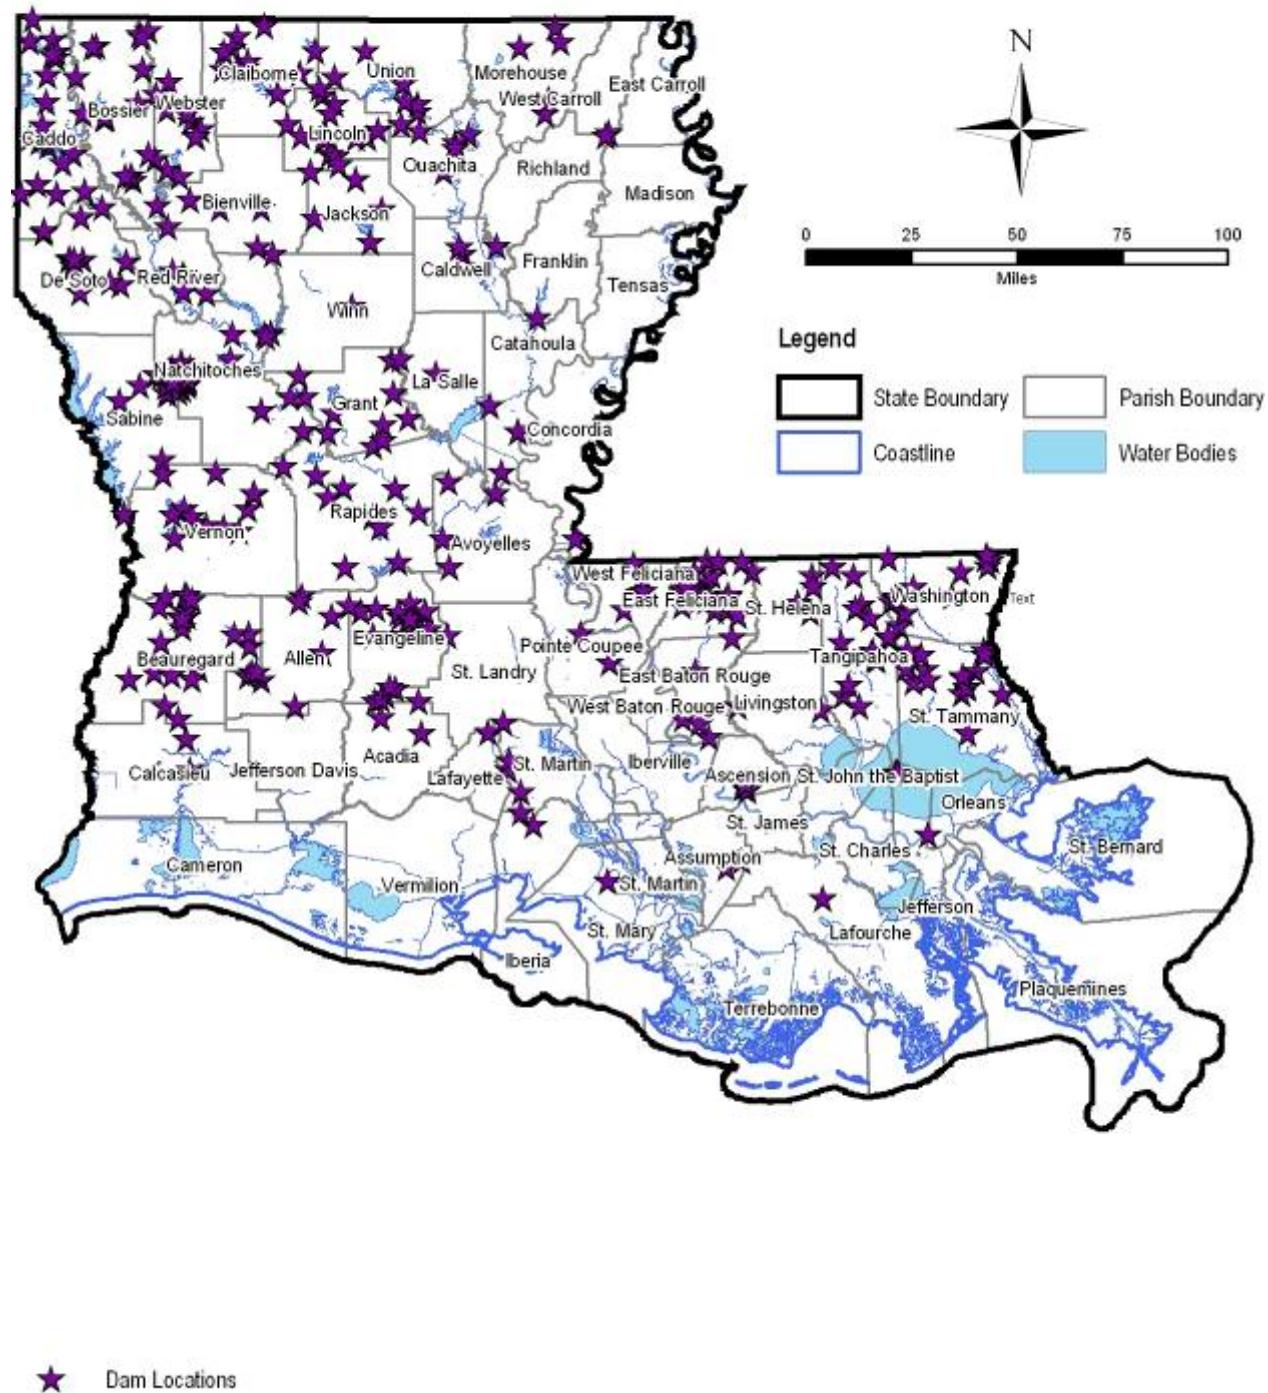 N
0 25 50 75 100
Miles
Legend
State Boundary
Parish Boundary
Coastline
Water Bodies
Claiborne
Union
Morehouse
West Carroll
East Carroll
Caddo
Bossier
Webster
Lincoln
Ouachita
Richland
Madison
Bienville
Jackson
De Soto
Red River
Caldwell
Franklin
Tensas
Winn
Catahoula
Natchitoches
La Salle
Sabine
Grant
Concordia
Vernon
Rapides
Avoyelles
West Feliciana
East Feliciana
St. Helena
Washington
Text
Beauregard
Allen
Evangeline
St. Landry
Pointe Coupee
East Baton Rouge
Tangipahoa
West Baton Rouge
Livingston
St. Tammany
Calcasieu
Jefferson Davis
Acadia
Lafayette
St. Martin
Iberville
Ascension
St. John the Baptist
Orleans
St. James
St. Charles
St. Bernard
Cameron
Vermilion
Assumption
St. Martin
Jefferson
St. Mary
Lafourche
Iberia
Plaquemines
Terrebonne
Dam Locations